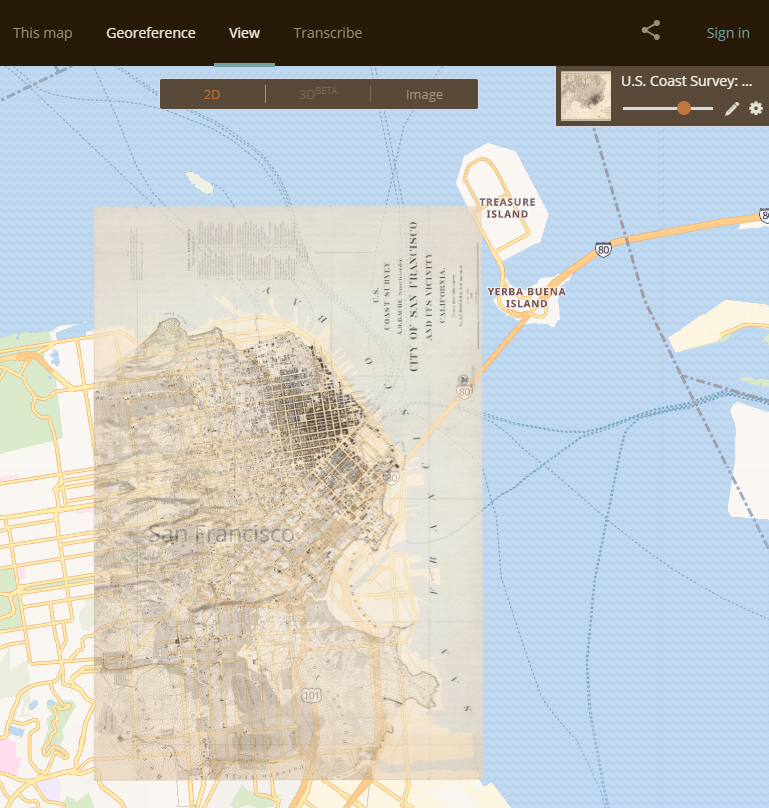 This map
Georeference
View
Transcribe
Sign in
2D
3DBETA
Image
U.S. Coast Survey: ...
TREASURE
ISLAND
80
80
YERBA BUENA
ISLAND
U.S.
COAST SURVEY
A.D. BACHE Superintendent
CITY OF SAN FRANCISCO
AND ITS VICINITY
CALIFORNIA.
80
80
San Francisco
101